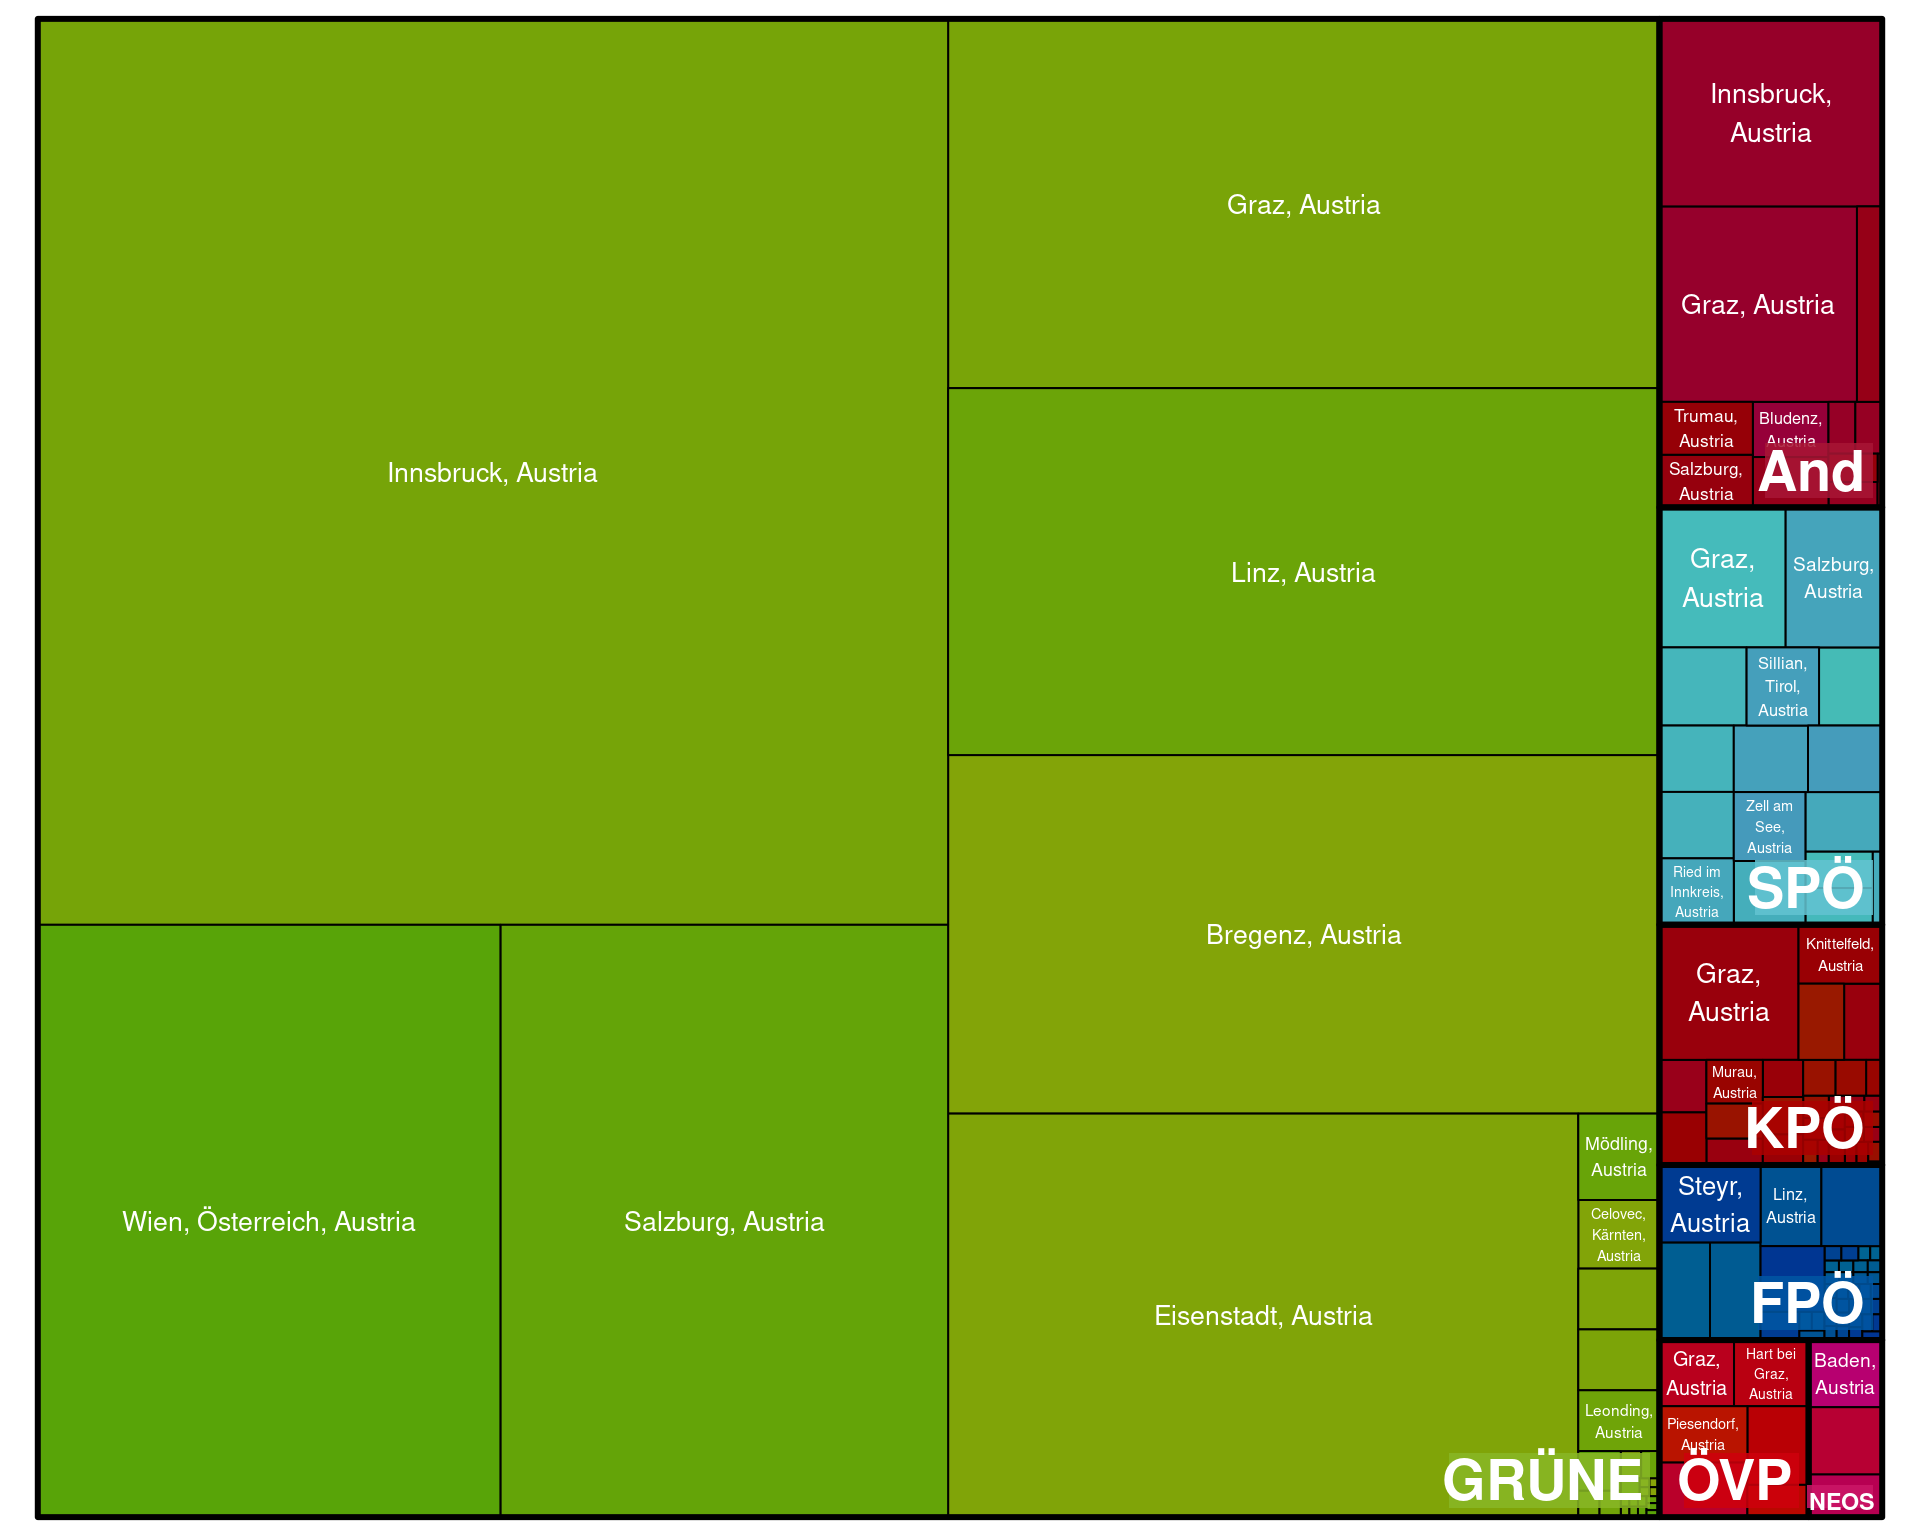 Innsbruck, Austria
Wien, Österreich, Austria
Salzburg, Austria
Graz, Austria
Linz, Austria
Bregenz, Austria
Eisenstadt, Austria
Mödling,
Austria
Celovec,
Kärnten,
Austria
Leonding,
Austria
GRÜNE
Innsbruck,
Austria
Graz, Austria
Trumau,
Austria
Bludenz,
Austria
Salzburg,
Austria
And
Graz,
Austria
Salzburg,
Austria
Sillian,
Tirol,
Austria
Zell am
See,
Austria
Ried im
Innkreis,
Austria
SPÖ
Graz,
Austria
Knittelfeld,
Austria
Murau,
Austria
KPÖ
Steyr,
Austria
Linz,
Austria
FPÖ
Graz,
Austria
Hart bei
Graz,
Austria
Piesendorf,
Austria
ÖVP
Baden,
Austria
NEOS